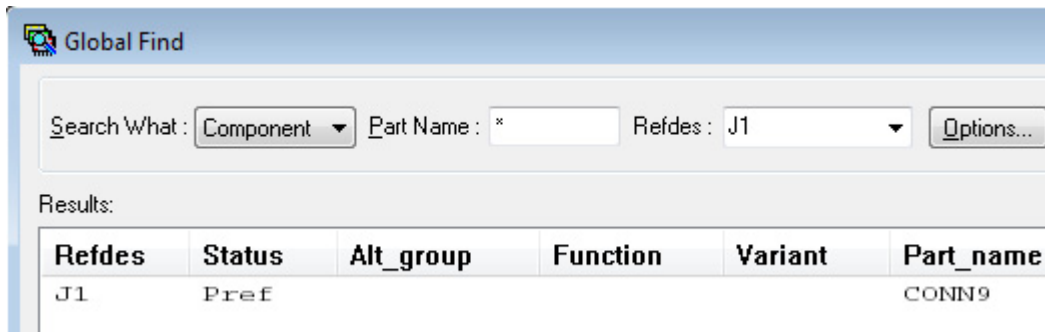 Global Find
Search What : Component Part Name : * Refdes : J1 Options...
Results:
Refdes Status Alt_group Function Variant Part_name
J1 Pref CONN9